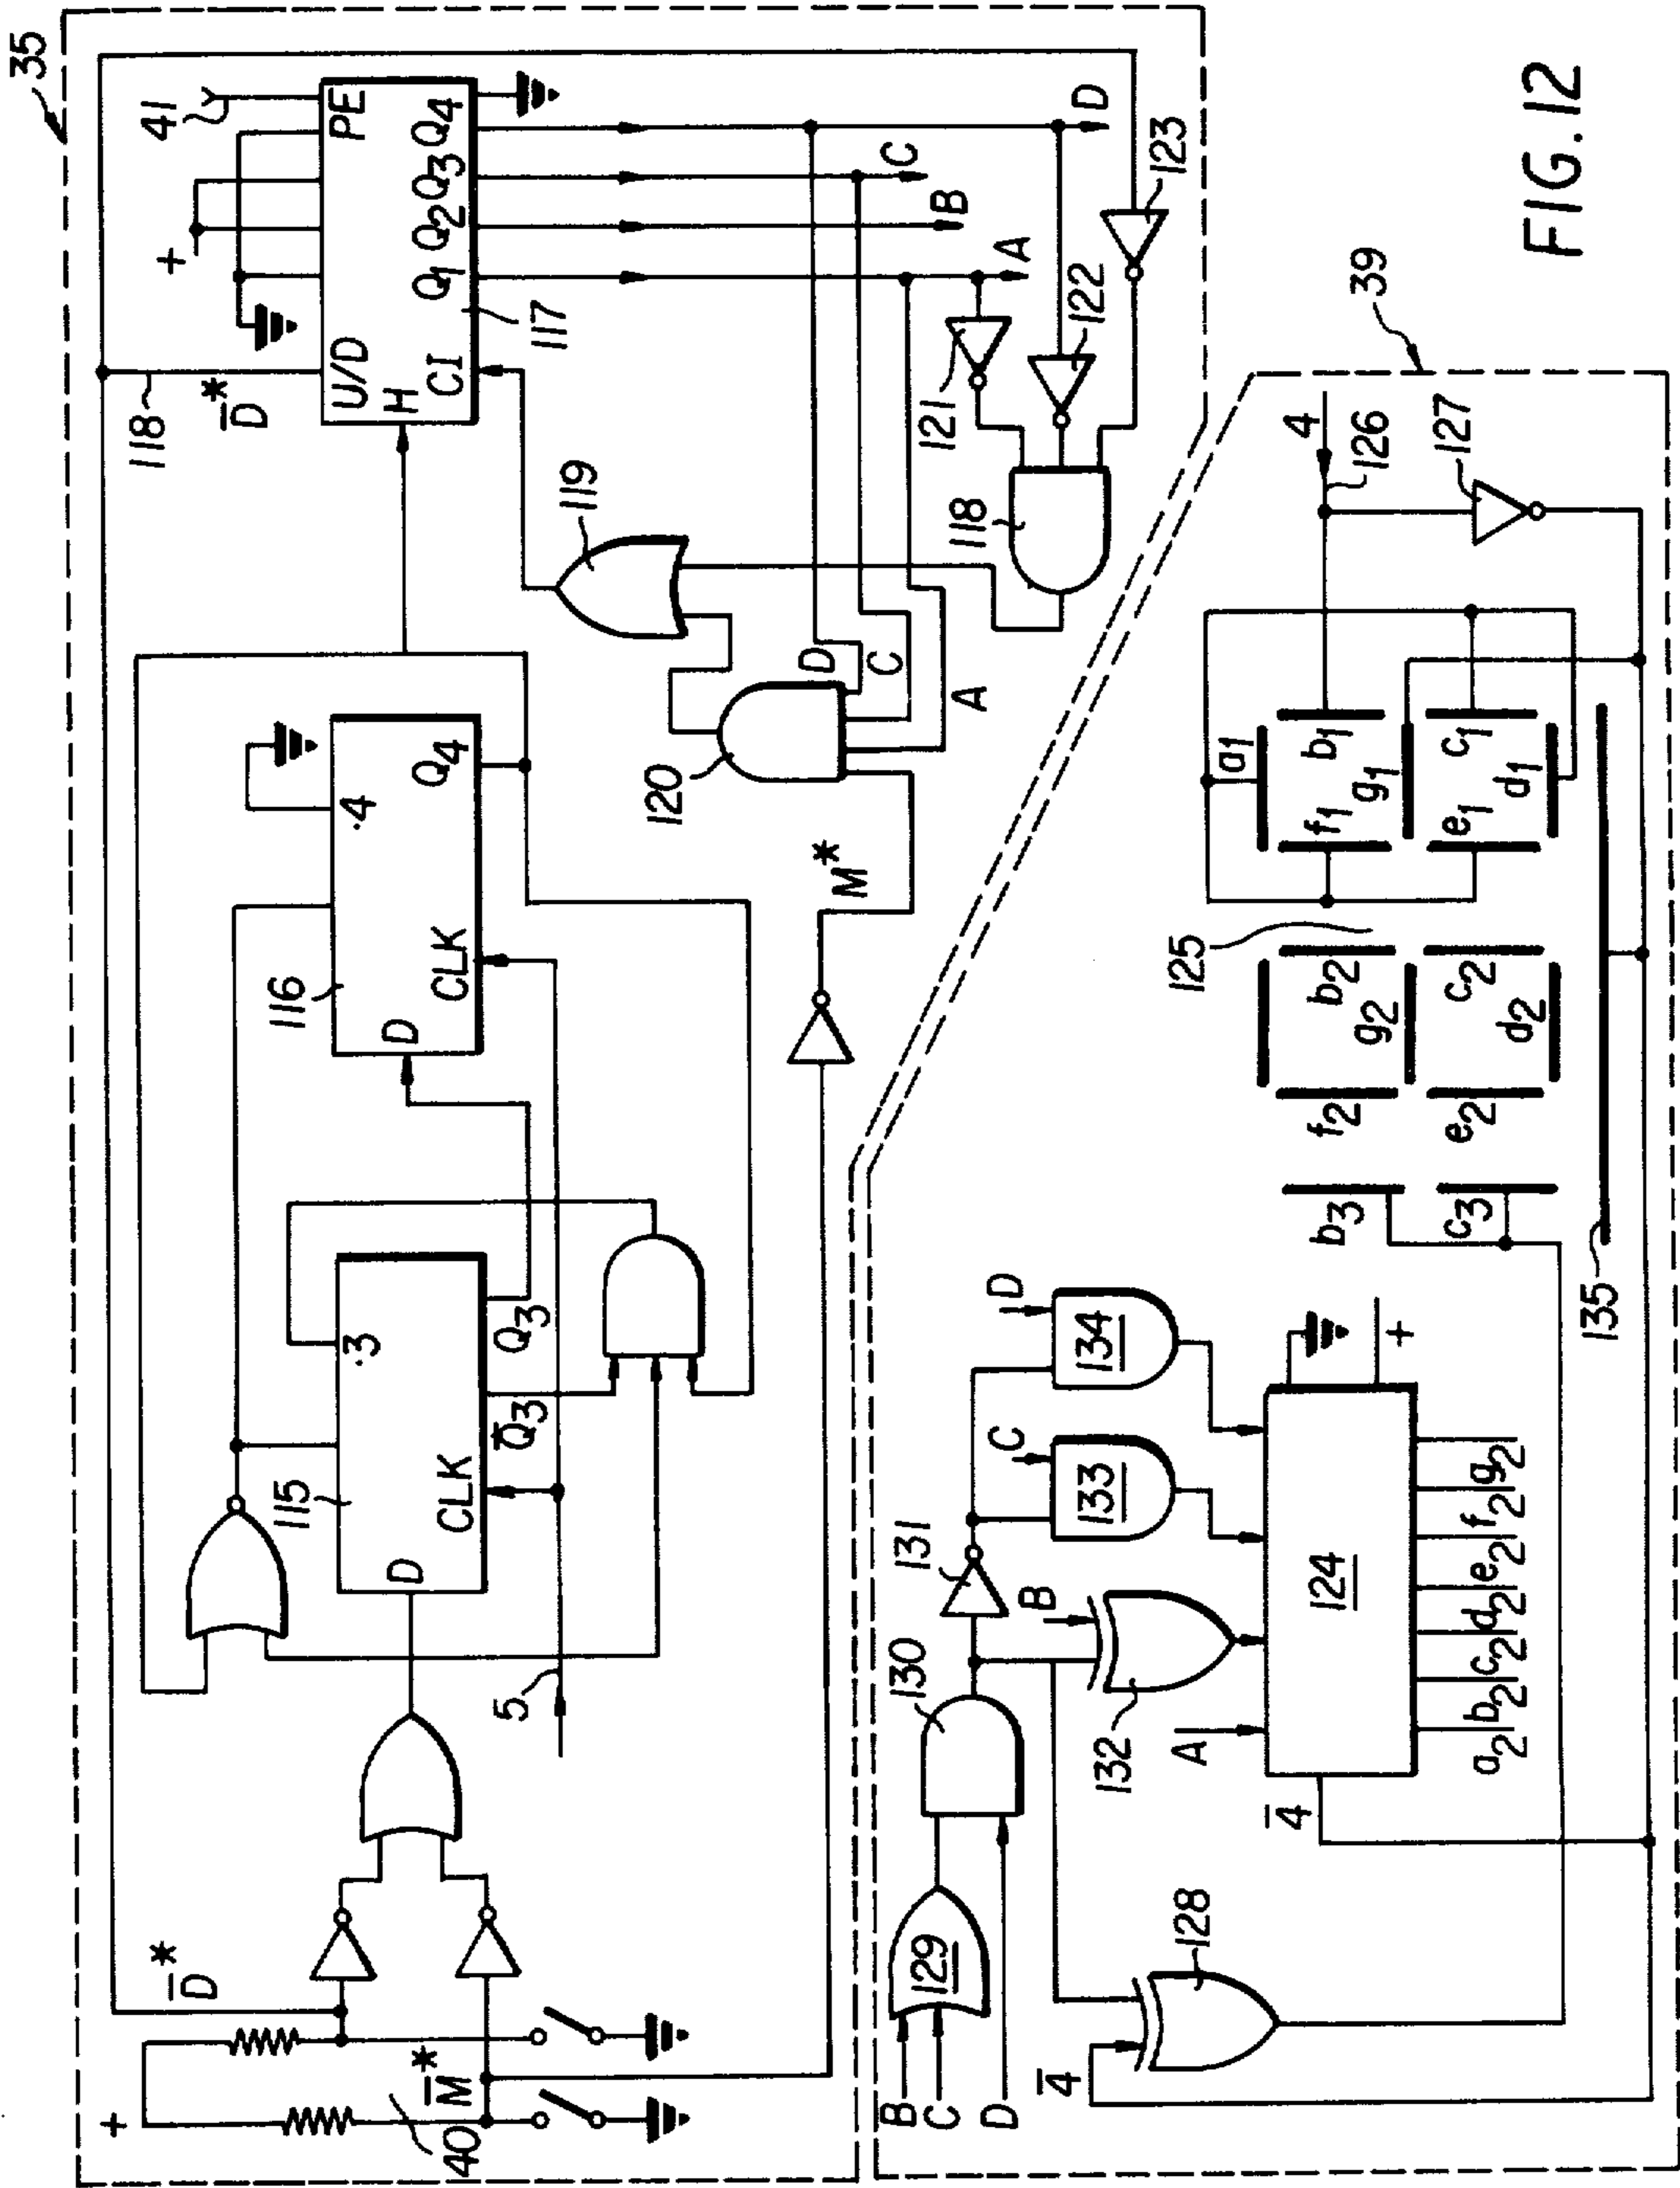 35
41
+
118
D̄*
U/D
PE
H
CI
Q1
Q2
Q3
Q4
117
A
B
C
D
119
120
118
121
122
123
D
C
A
M*
116
D
CLK
.4
Q4
115
D
CLK
.3
Q̄3
Q3
5
D̄*
M̄*
+
40
39
4
126
127
125
a1
b1
f1
g1
c1
e1
d1
b2
g2
f2
c2
d2
e2
b3
c3
135
134
D
133
C
131
130
B
132
A
124
+
4̄
a2
b2
c2
d2
e2
f2
g2
129
B
C
D
4̄
128
FIG.12